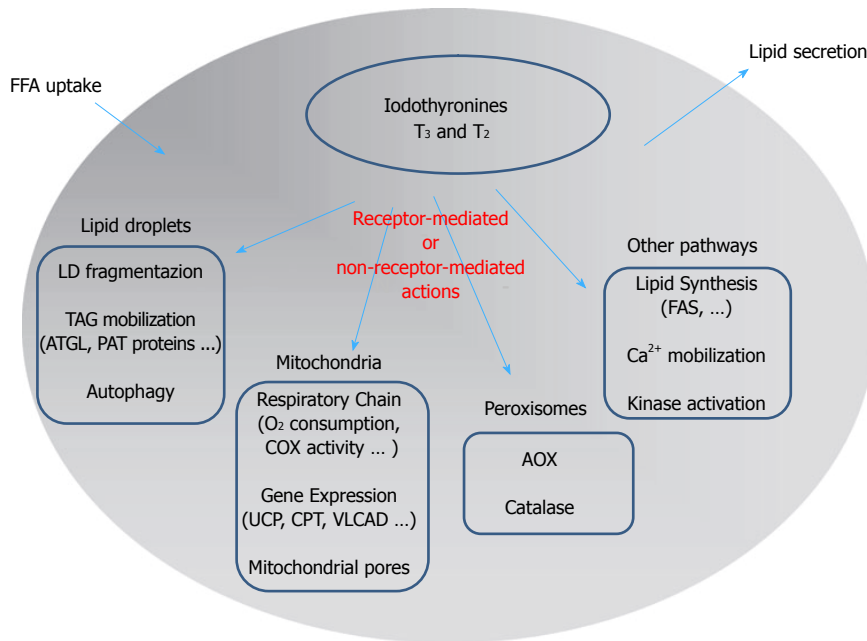 FFA uptake
Lipid secretion
Iodothyronines
T₃ and T₂
Receptor-mediated
or
non-receptor-mediated
actions
Lipid droplets
LD fragmentazion
TAG mobilization
(ATGL, PAT proteins ...)
Autophagy
Mitochondria
Respiratory Chain
(O₂ consumption,
COX activity … )
Gene Expression
(UCP, CPT, VLCAD …)
Mitochondrial pores
Peroxisomes
AOX
Catalase
Other pathways
Lipid Synthesis
(FAS, …)
Ca²⁺ mobilization
Kinase activation